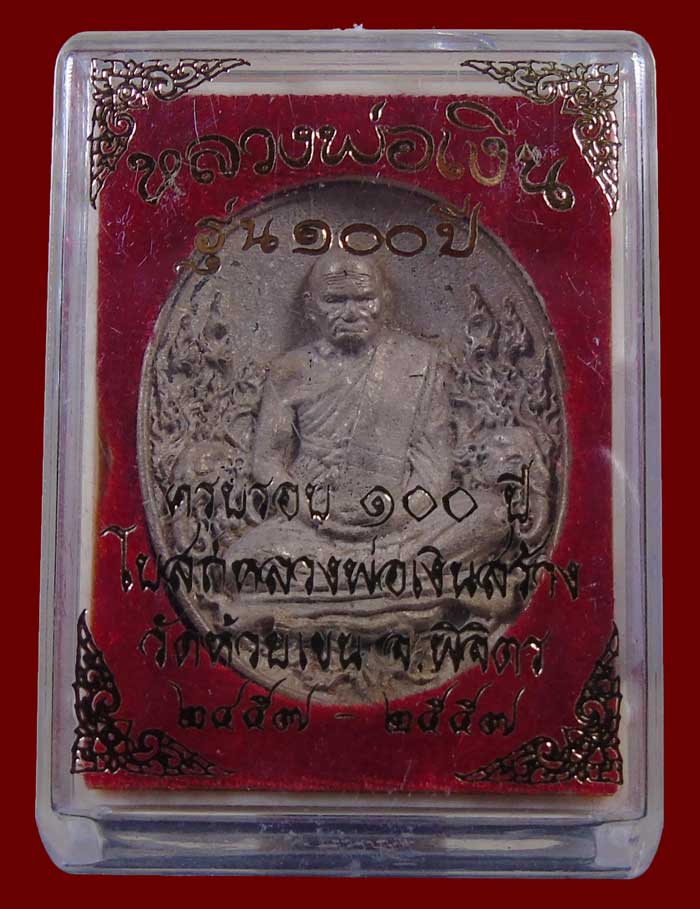 หลวงพ่อเงิน
รุ่น ๑๐๐ ปี
ครบรอบ ๑๐๐ ปี
โบสถ์หลวงพ่อเงินสร้าง
วัดห้วยเขน จ.พิจิตร
๒๔๕๗ - ๒๕๕๗